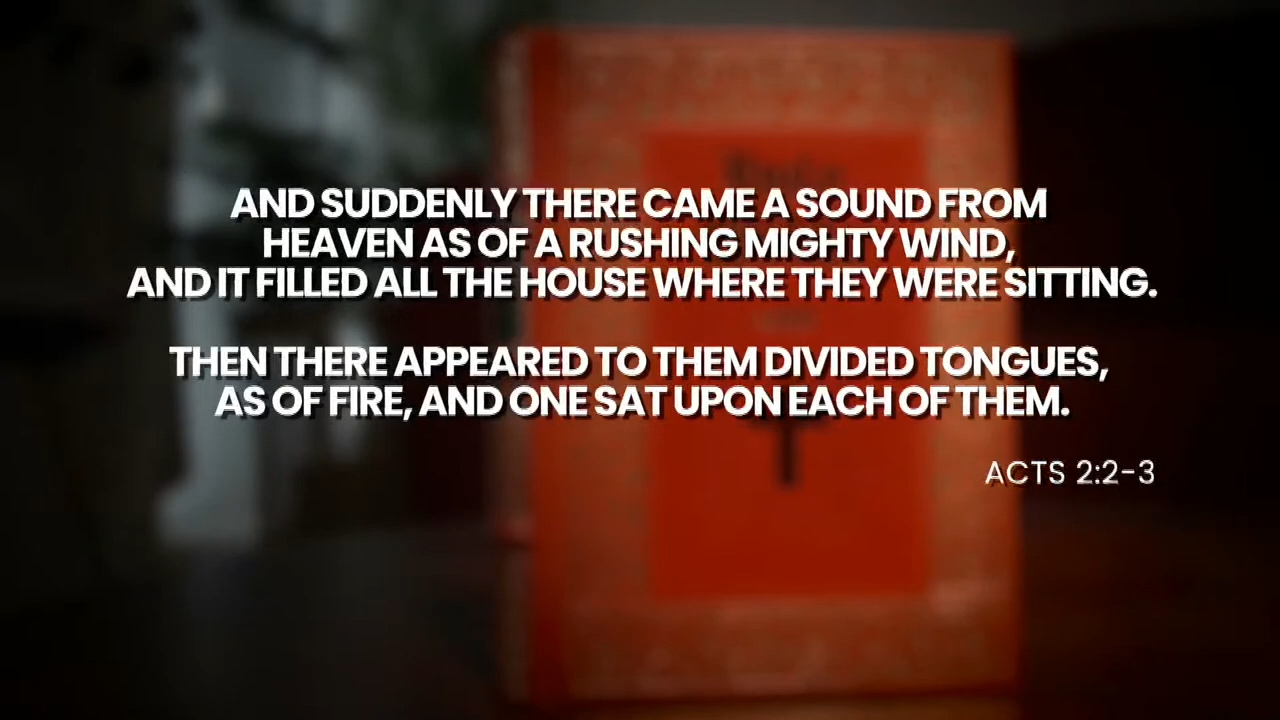 AND SUDDENLY THERE CAME A SOUND FROM
HEAVEN AS OF A RUSHING MIGHTY WIND,
AND IT FILLED ALL THE HOUSE WHERE THEY WERE SITTING.
THEN THERE APPEARED TO THEM DIVIDED TONGUES,
AS OF FIRE, AND ONE SAT UPON EACH OF THEM.
ACTS 2:2-3